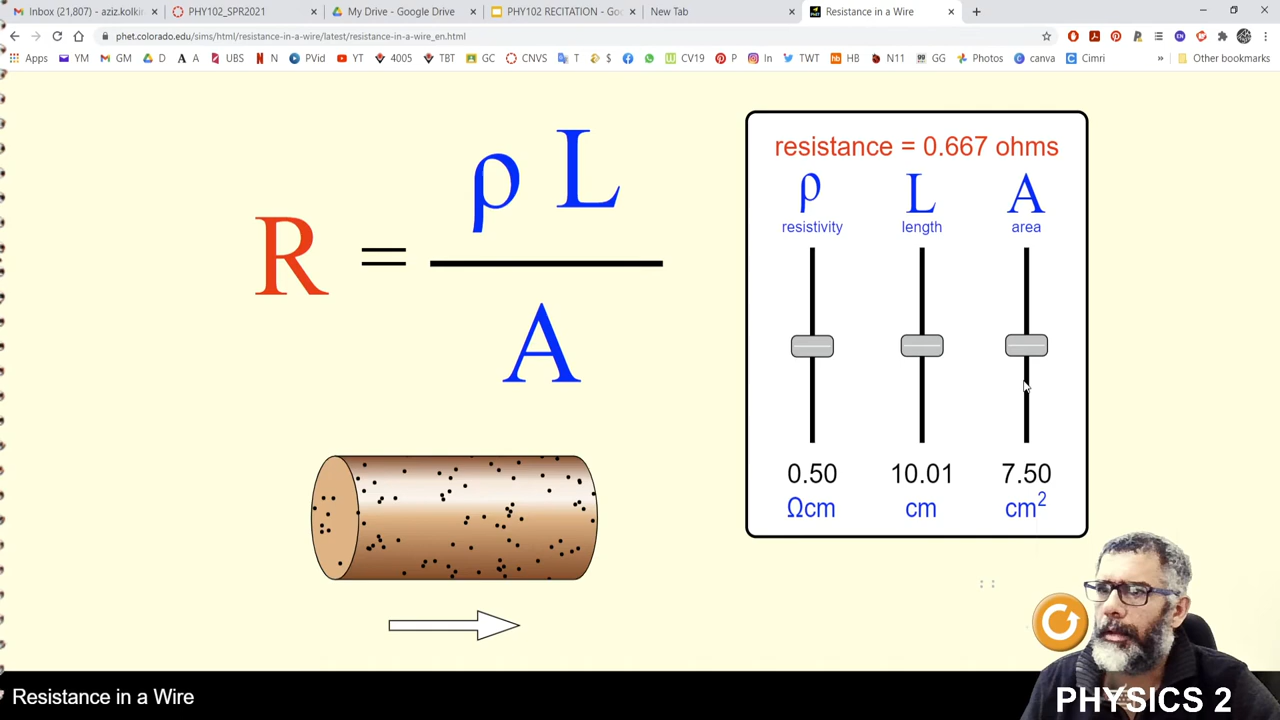 Inbox (21,807) - aziz.kolkir
PHY102_SPR2021
My Drive - Google Drive
PHY102 RECITATION - Goo
New Tab
Resistance in a Wire
phet.colorado.edu/sims/html/resistance-in-a-wire/latest/resistance-in-a-wire_en.html
Apps YM GM D A UBS N PVid YT 4005 TBT GC CNVS T $ CV19 P In TWT HB N11 GG Photos canva Cimri » Other bookmarks
R = ρ L
A
resistance = 0.667 ohms
ρ L A
resistivity length area
0.50 10.01 7.50
Ωcm cm cm²
Resistance in a Wire
PHYSICS 2